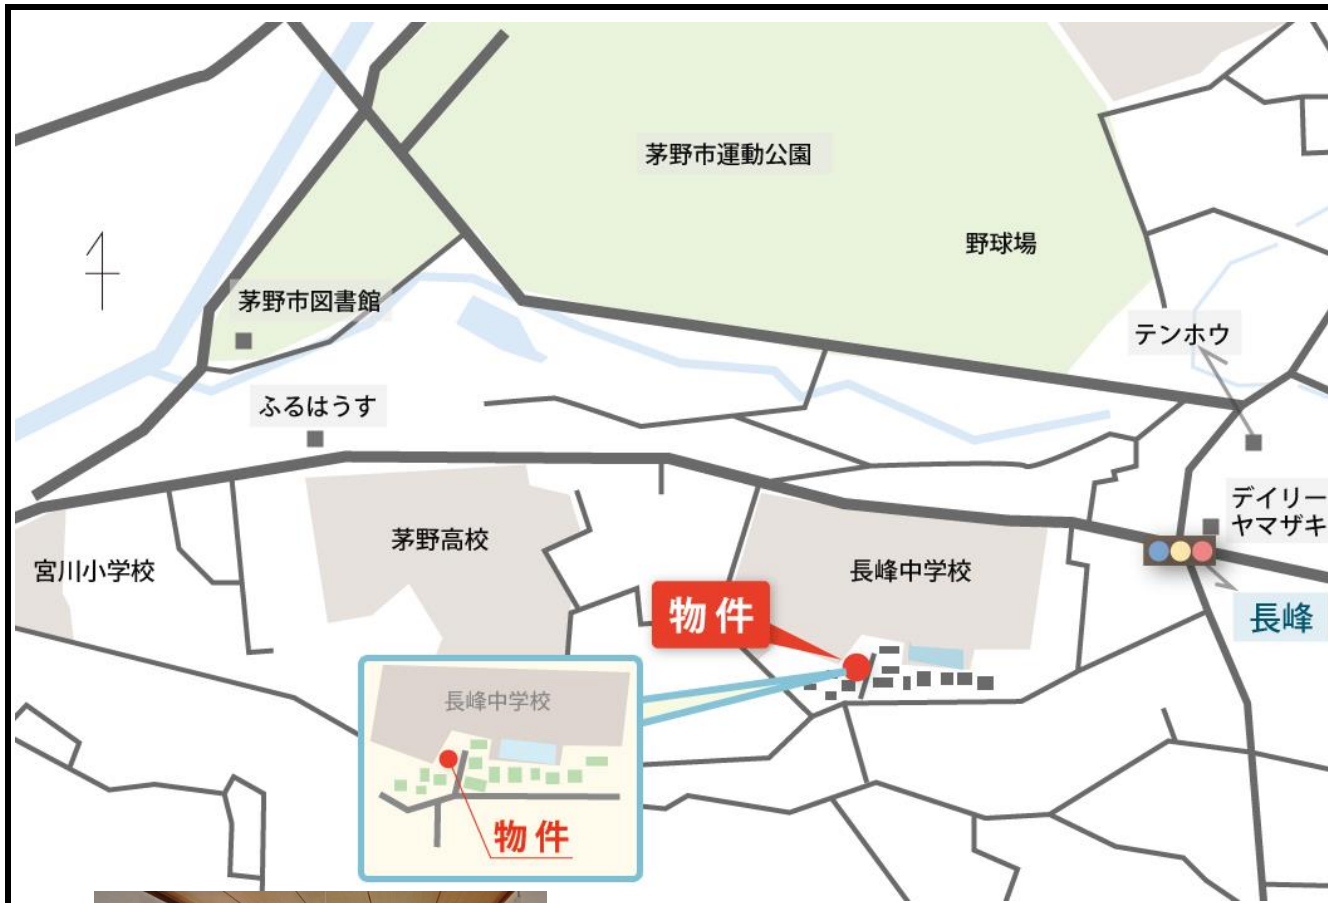 茅野市運動公園
野球場
茅野市図書館
テンホウ
ふるはうす
デイリー
ヤマザキ
茅野高校
宮川小学校
長峰中学校
物件
長峰
長峰中学校
物件